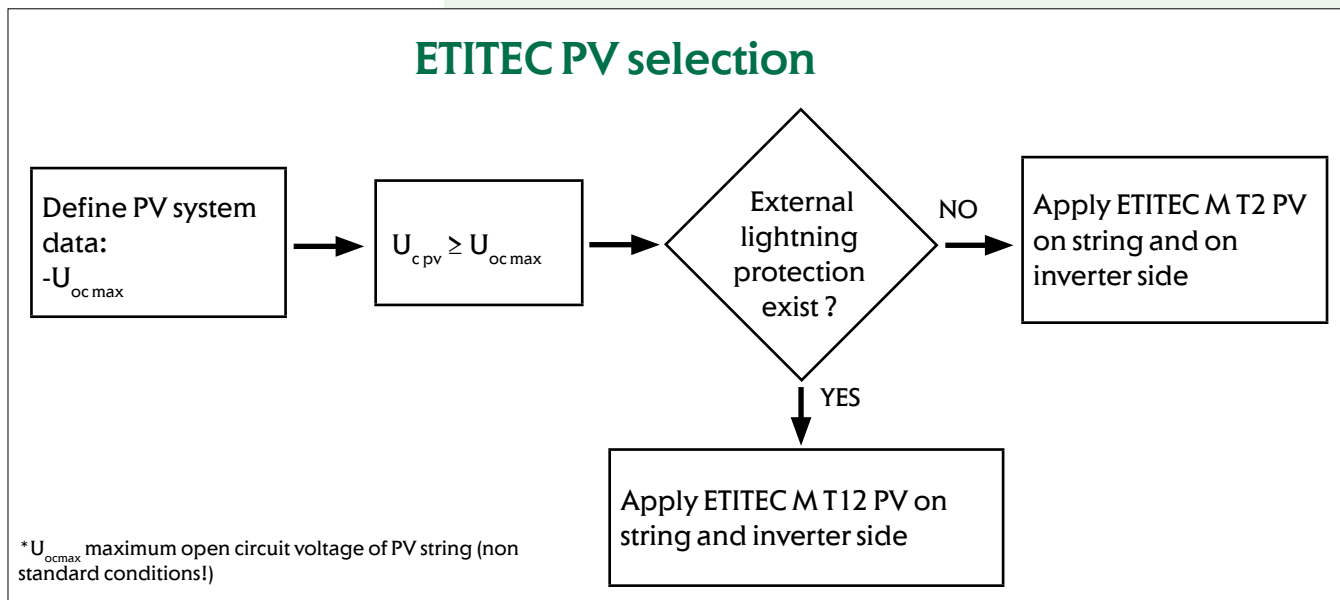 ETITEC PV selection
Define PV system
data:
-U oc max
U c pv ≥ U oc max
External
lightning
protection
exist ?
NO
Apply ETITEC M T2 PV
on string and on
inverter side
YES
Apply ETITEC M T12 PV on
string and inverter side
*U ocmax maximum open circuit voltage of PV string (non
standard conditions!)